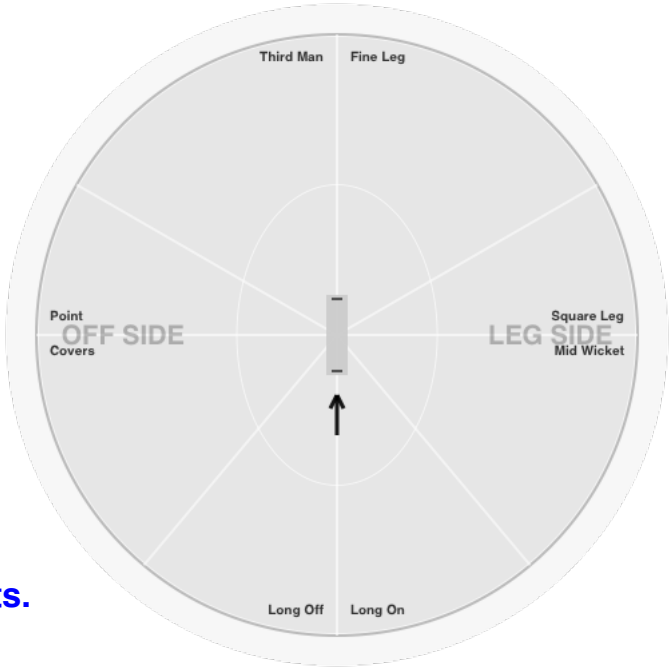 Third Man
Fine Leg
Point
Square Leg
OFF SIDE
LEG SIDE
Covers
Mid Wicket
Long Off
Long On